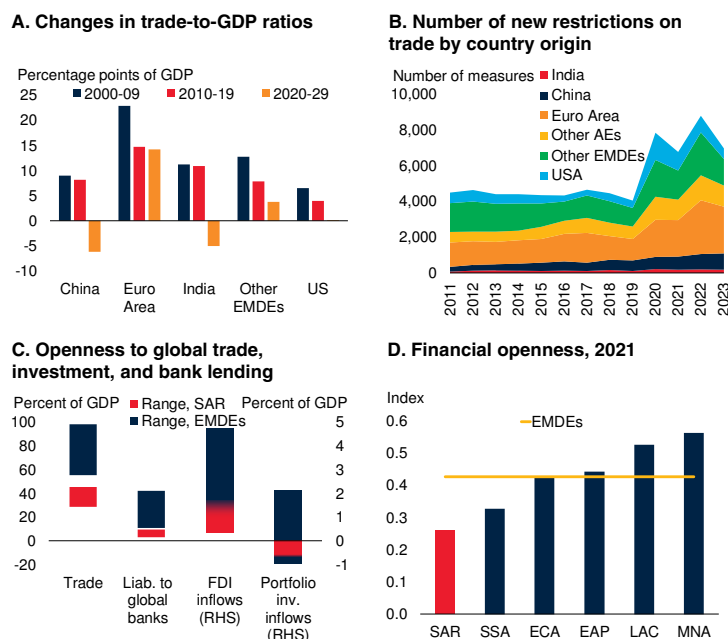 A. Changes in trade-to-GDP ratios
Percentage points of GDP
2000-09 2010-19 2020-29
25
20
15
10
5
0
-5
-10
China Euro Area India Other EMDEs US
B. Number of new restrictions on
trade by country origin
Number of measures
India
China
Euro Area
Other AEs
Other EMDEs
USA
10,000
8,000
6,000
4,000
2,000
0
2011 2012 2013 2014 2015 2016 2017 2018 2019 2020 2021 2022 2023
C. Openness to global trade,
investment, and bank lending
Percent of GDP Percent of GDP
Range, SAR
Range, EMDEs
100 5
80 4
60 3
40 2
20 1
0 0
-20 -1
Trade Liab. to global banks FDI inflows (RHS) Portfolio inv. inflows (RHS)
D. Financial openness, 2021
Index
EMDEs
0.6
0.5
0.4
0.3
0.2
0.1
0.0
SAR SSA ECA EAP LAC MNA